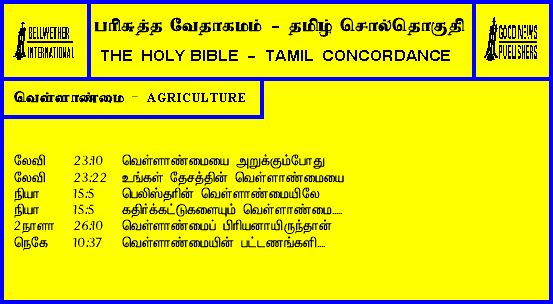 BELLWETHER
INTERNATIONAL
பரிசுத்த வேதாகமம் - தமிழ் சொல்தொகுதி
THE HOLY BIBLE - TAMIL CONCORDANCE
GOOD NEWS
PUBLISHERS
வெள்ளாண்மை - AGRICULTURE
லேவி 23:10 வெள்ளாண்மையை அறுக்கும்போது
லேவி 23:22 உங்கள் தேசத்தின் வெள்ளாண்மையை
நியா 15:5 பெலிஸ்தரின் வெள்ளாண்மையிலே
நியா 15:5 கதிர்க்கட்டுகளையும் வெள்ளாண்மை.....
2நாளா 26:10 வெள்ளாண்மைப் பிரியனாயிருந்தான்
நெகே 10:37 வெள்ளாண்மையின் பட்டணங்களி....